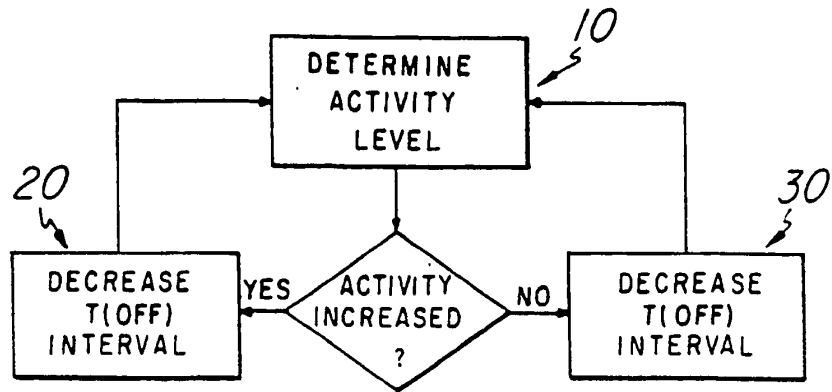 10
DETERMINE
ACTIVITY
LEVEL
20
30
DECREASE
T(OFF)
INTERVAL
YES
ACTIVITY
INCREASED
?
NO
DECREASE
T(OFF)
INTERVAL